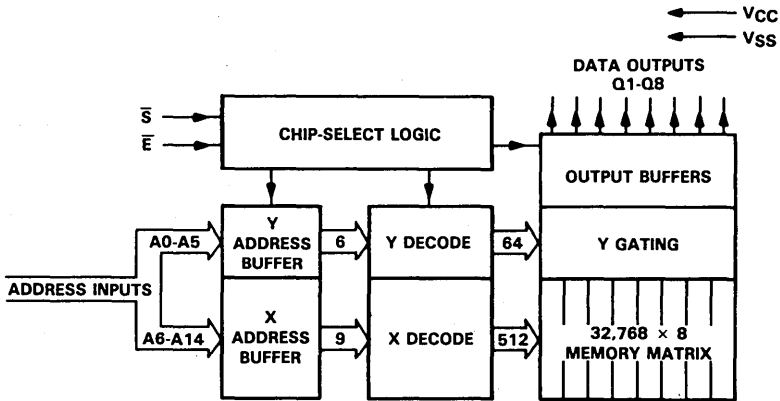 VCC
VSS
DATA OUTPUTS
Q1-Q8
S̅
E̅
CHIP-SELECT LOGIC
OUTPUT BUFFERS
A0-A5
Y
ADDRESS
BUFFER
6
Y DECODE
64
Y GATING
ADDRESS INPUTS
A6-A14
X
ADDRESS
BUFFER
9
X DECODE
512
32,768 × 8
MEMORY MATRIX